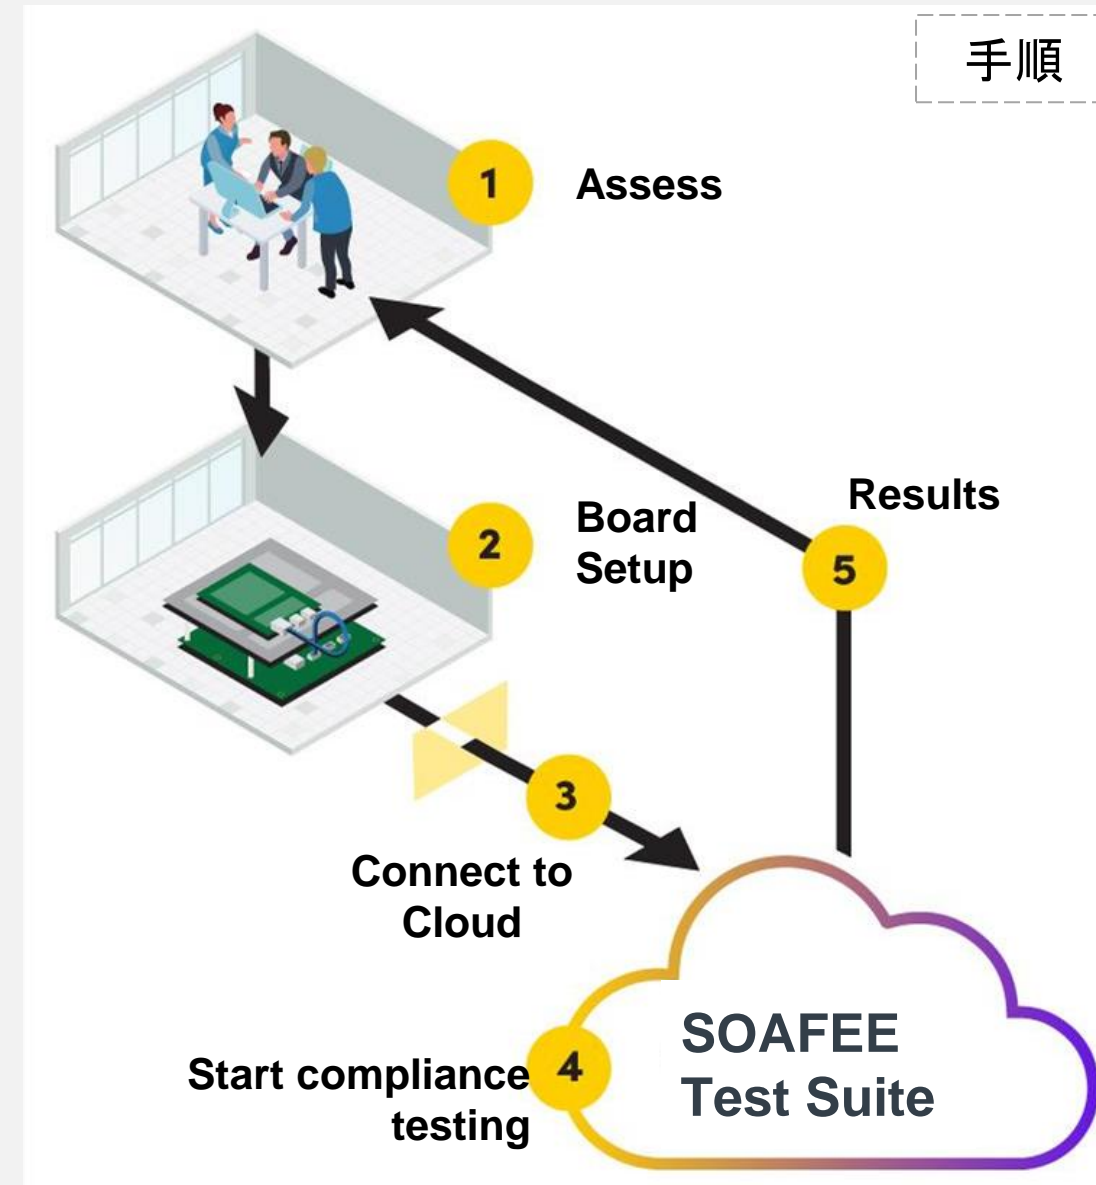 手順
1
Assess
2
Board
Setup
Results
5
3
Connect to
Cloud
4
Start compliance
testing
SOAFEE
Test Suite